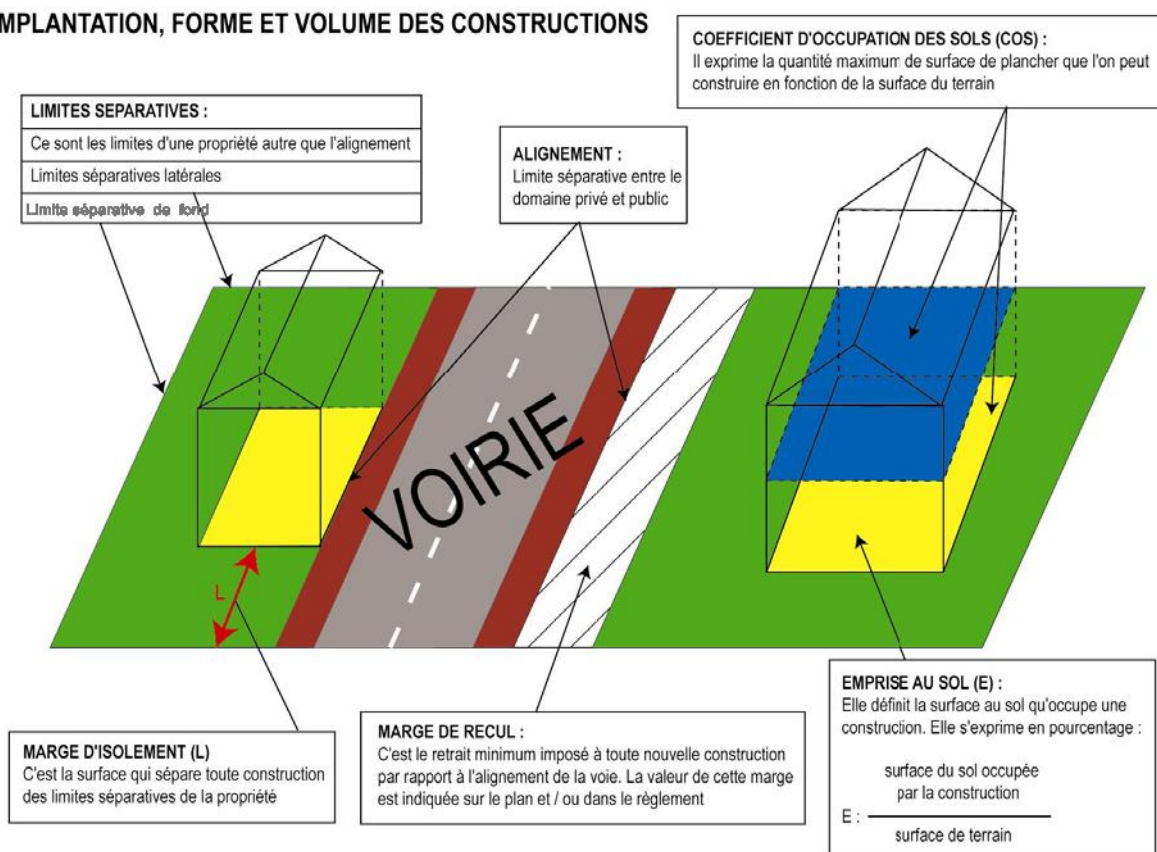 MPLANTATION, FORME ET VOLUME DES CONSTRUCTIONS
COEFFICIENT D'OCCUPATION DES SOLS (COS) :
Il exprime la quantité maximum de surface de plancher que l'on peut
construire en fonction de la surface du terrain
LIMITES SEPARATIVES :
Ce sont les limites d'une propriété autre que l'alignement
Limites séparatives latérales
Limite séparative de fond
ALIGNEMENT :
Limite séparative entre le
domaine privé et public
VOIRIE
L
MARGE D'ISOLEMENT (L)
C'est la surface qui sépare toute construction
des limites séparatives de la propriété
MARGE DE RECUL :
C'est le retrait minimum imposé à toute nouvelle construction
par rapport à l'alignement de la voie. La valeur de cette marge
est indiquée sur le plan et / ou dans le règlement
EMPRISE AU SOL (E) :
Elle définit la surface au sol qu'occupe une
construction. Elle s'exprime en pourcentage :
surface du sol occupée
par la construction
E :
surface de terrain